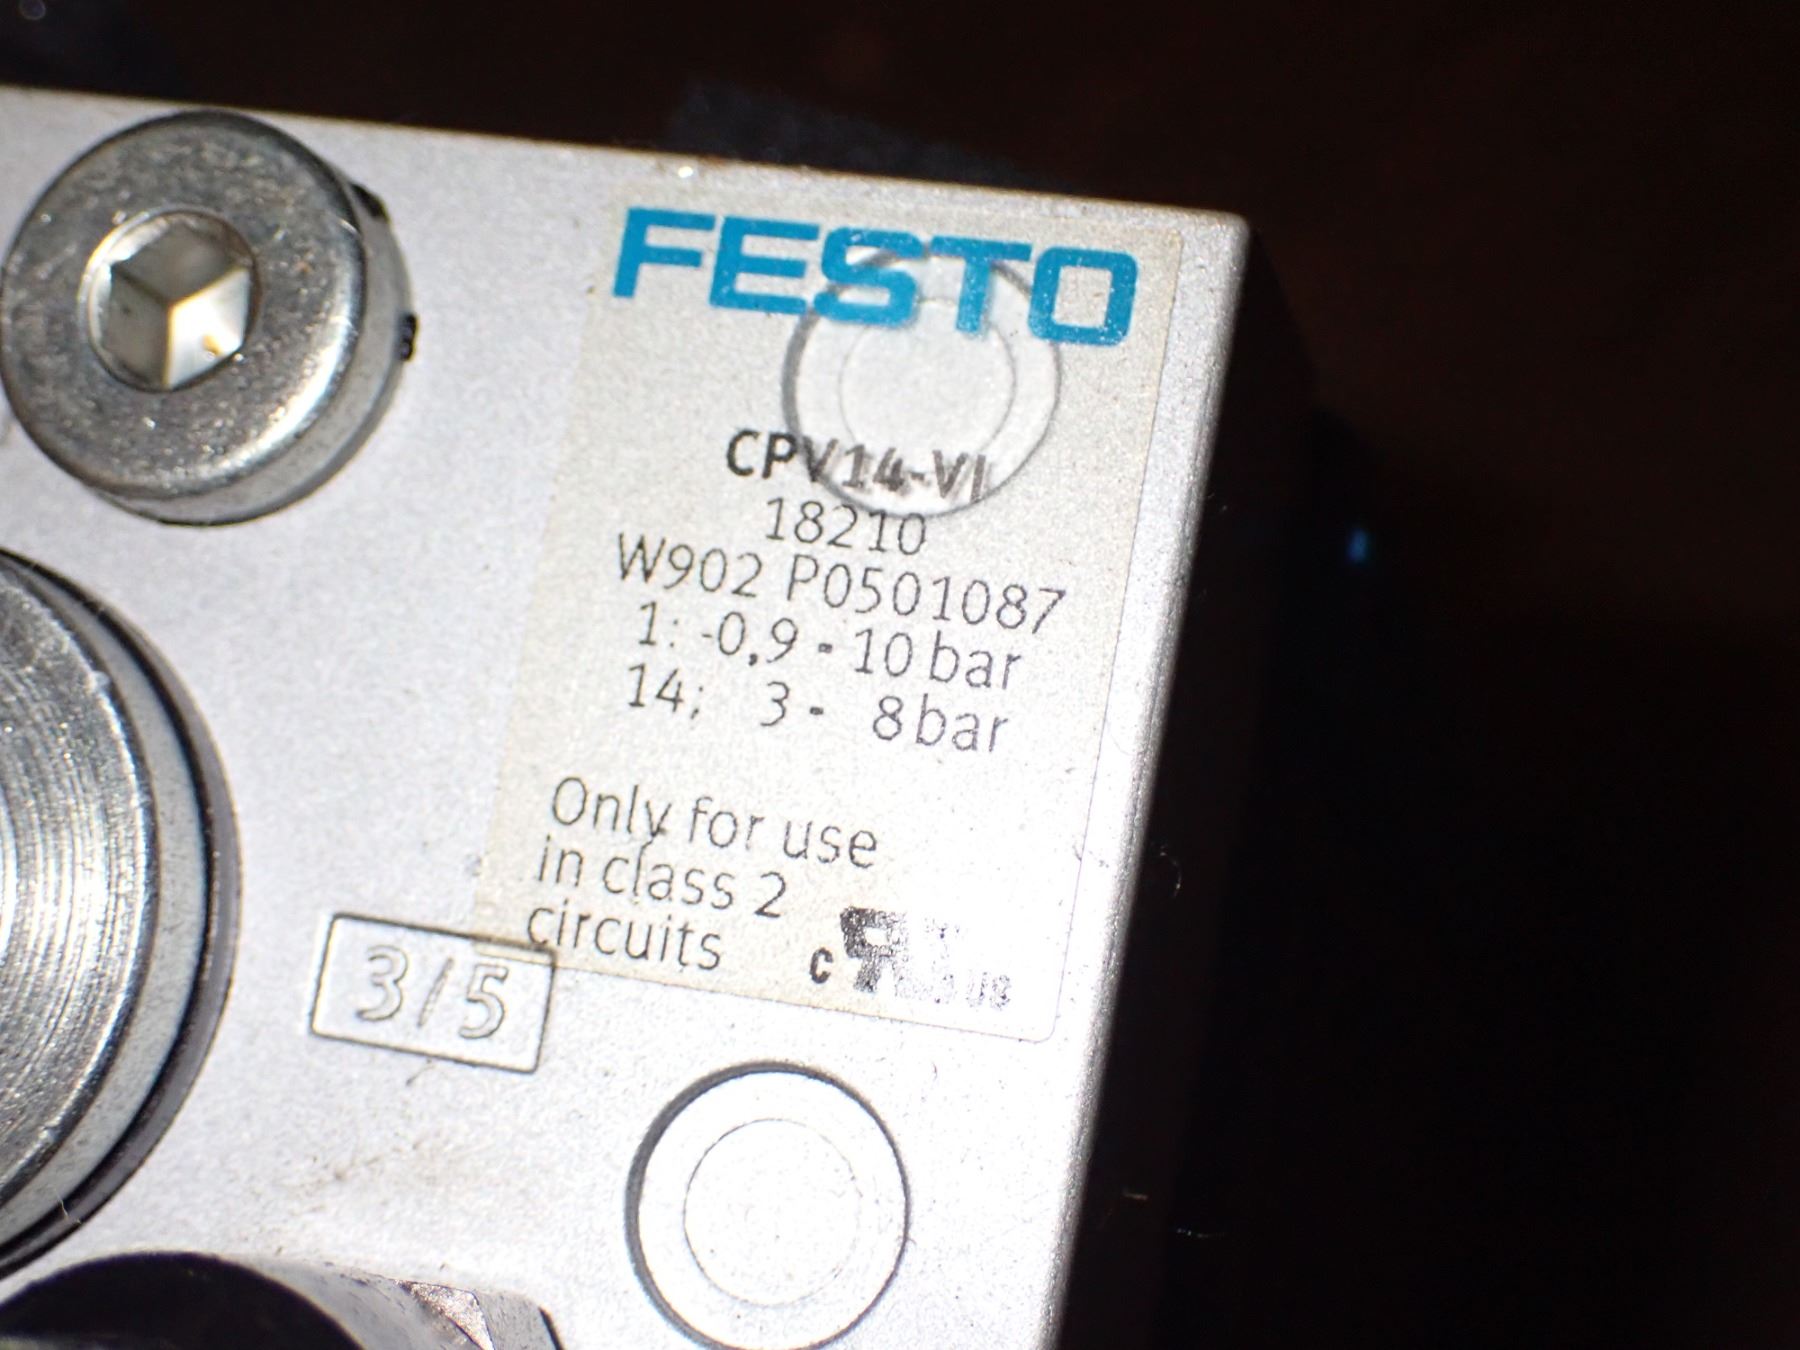 FESTO
CPV14-VI
18210
W902 P0501087
1: -0,9 - 10 bar
14: 3 - 8 bar
Only for use
in class 2
circuits
c US
3/5